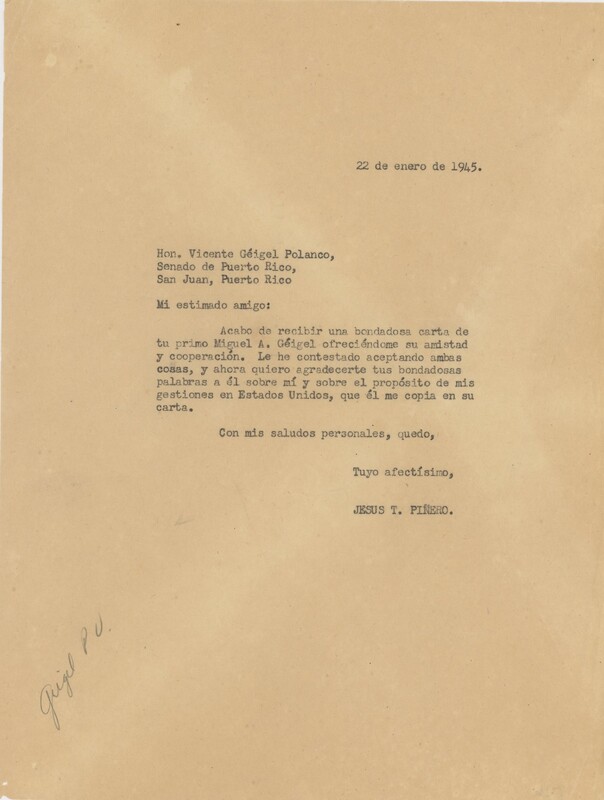 22 de enero de 1945.
Hon. Vicente Géigel Polanco,
Senado de Puerto Rico,
San Juan, Puerto Rico
Mi estimado amigo:
Acabo de recibir una bondadosa carta de
tu primo Miguel A. Géigel ofreciéndome su amistad
y cooperación. Le he contestado aceptando ambas
cosas, y ahora quiero agradecerte tus bondadosas
palabras a él sobre mí y sobre el propósito de mis
gestiones en Estados Unidos, que él me copia en su
carta.
Con mis saludos personales, quedo,
Tuyo afectísimo,
JESUS T. PIÑERO.
Geigel P V.